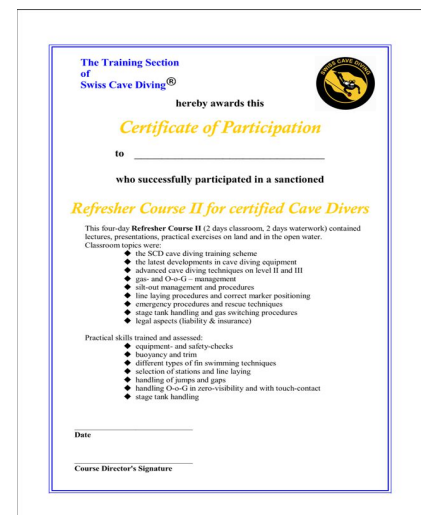 The Training Section
of
Swiss Cave Diving®
SWISS CAVE DIVING
hereby awards this
Certificate of Participation
to ______________________________
who successfully participated in a sanctioned
Refresher Course II for certified Cave Divers
This four-day Refresher Course II (2 days classroom, 2 days waterwork) contained
lectures, presentations, practical exercises on land and in the open water.
Classroom topics were:
◆ the SCD cave diving training scheme
◆ the latest developments in cave diving equipment
◆ advanced cave diving techniques on level II and III
◆ gas- and O-o-G – management
◆ silt-out management and procedures
◆ line laying procedures and correct marker positioning
◆ emergency procedures and rescue techniques
◆ stage tank handling and gas switching procedures
◆ legal aspects (liability & insurance)
Practical skills trained and assessed:
◆ equipment- and safety-checks
◆ buoyancy and trim
◆ different types of fin swimming techniques
◆ selection of stations and line laying
◆ handling of jumps and gaps
◆ handling O-o-G in zero-visibility and with touch-contact
◆ stage tank handling
Date
Course Director's Signature